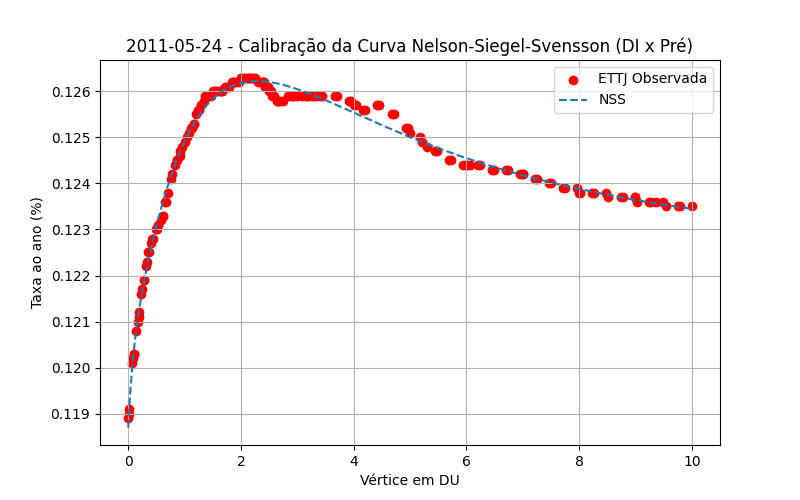 2011-05-24 - Calibração da Curva Nelson-Siegel-Svensson (DI x Pré)
ETTJ Observada
NSS
Taxa ao ano (%)
0.126
0.125
0.124
0.123
0.122
0.121
0.120
0.119
0 2 4 6 8 10
Vértice em DU